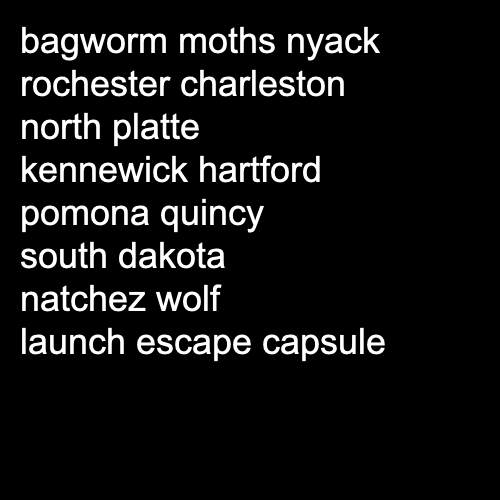 bagworm moths nyack
rochester charleston
north platte
kennewick hartford
pomona quincy
south dakota
natchez wolf
launch escape capsule